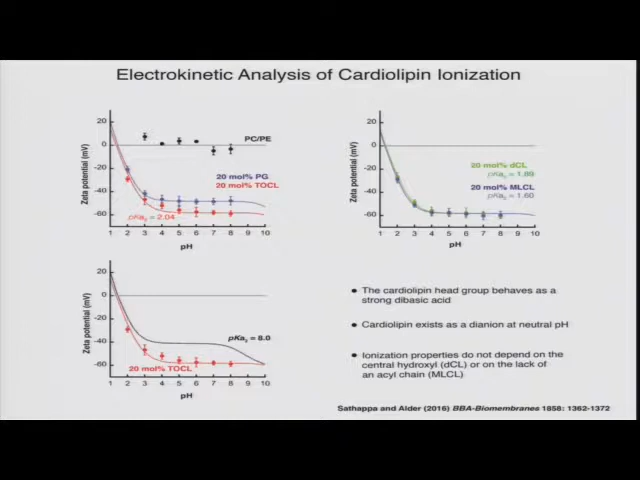 Electrokinetic Analysis of Cardiolipin Ionization
20
0
-20
-40
-60
Zeta potential (mV)
PC/PE
20 mol% PG
20 mol% TOCL
pKa₂ = 2.04
1 2 3 4 5 6 7 8 9 10
pH
20
0
-20
-40
-60
Zeta potential (mV)
20 mol% dCL
pKa₂ = 1.89
20 mol% MLCL
pKa₂ = 1.60
1 2 3 4 5 6 7 8 9 10
pH
20
0
-20
-40
-60
Zeta potential (mV)
pKa₂ = 8.0
20 mol% TOCL
1 2 3 4 5 6 7 8 9 10
pH
• The cardiolipin head group behaves as a
strong dibasic acid
• Cardiolipin exists as a dianion at neutral pH
• Ionization properties do not depend on the
central hydroxyl (dCL) or on the lack of
an acyl chain (MLCL)
Sathappa and Alder (2016) BBA-Biomembranes 1858: 1362-1372